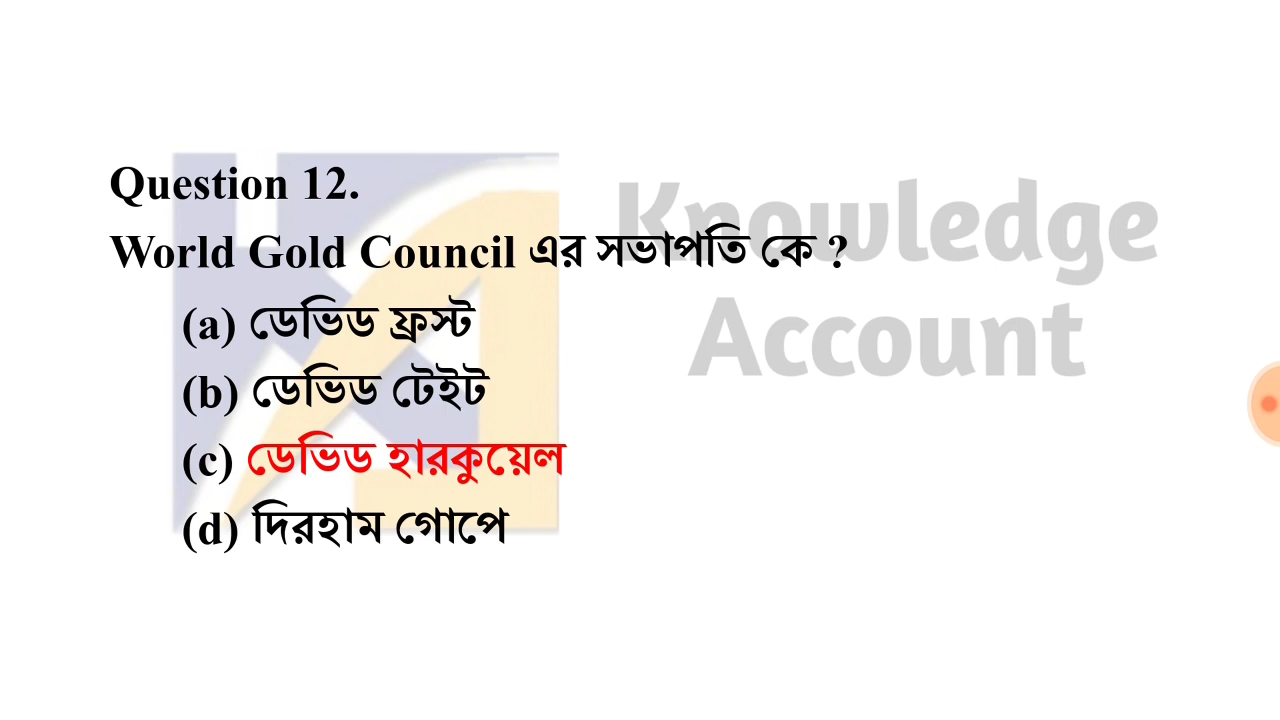 Knowledge
Account
Question 12.
World Gold Council এর সভাপতি কে ?
(a) ডেভিড ফ্রস্ট
(b) ডেভিড টেইট
(c) ডেভিড হারকুয়েল
(d) দিরহাম গোপে